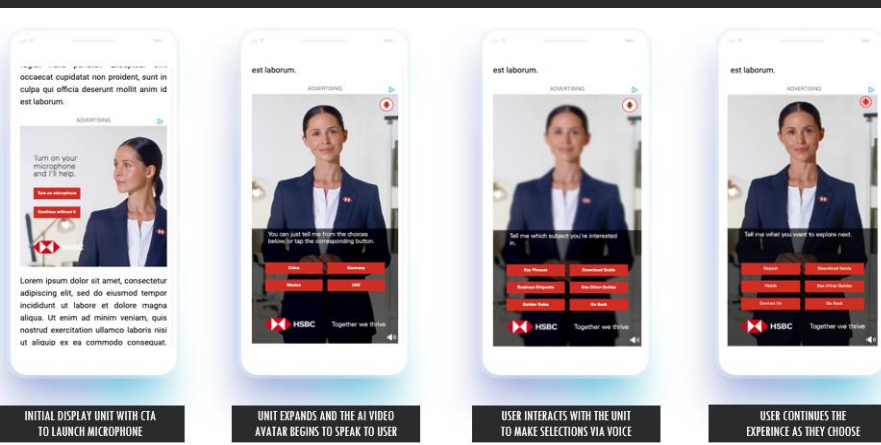 occaecat cupidatat non proident, sunt in
culpa qui officia deserunt mollit anim id
est laborum.
ADVERTISING
Turn on your
microphone
and I'll help.
Turn on microphone
Continue without it
HSBC
Lorem ipsum dolor sit amet, consectetur
adipiscing elit, sed do eiusmod tempor
incididunt ut labore et dolore magna
aliqua. Ut enim ad minim veniam, quis
nostrud exercitation ullamco laboris nisi
ut aliquip ex ea commodo consequat.
INITIAL DISPLAY UNIT WITH CTA
TO LAUNCH MICROPHONE
est laborum.
ADVERTISING
You can just tell me from the choices
below, or tap the corresponding button.
China
Germany
Mexico
UAE
HSBC
Together we thrive
UNIT EXPANDS AND THE AI VIDEO
AVATAR BEGINS TO SPEAK TO USER
est laborum.
ADVERTISING
Tell me which subject you're interested
in.
Key Phrases
Download Guide
Business Etiquette
See Other Guides
Golden Rules
Go Back
HSBC
Together we thrive
USER INTERACTS WITH THE UNIT
TO MAKE SELECTIONS VIA VOICE
est laborum.
ADVERTISING
Tell me what you want to explore next.
Repeat
Download Guide
Finish
See Other Guides
Contact Us
Go Back
HSBC
Together we thrive
USER CONTINUES THE
EXPERINCE AS THEY CHOOSE